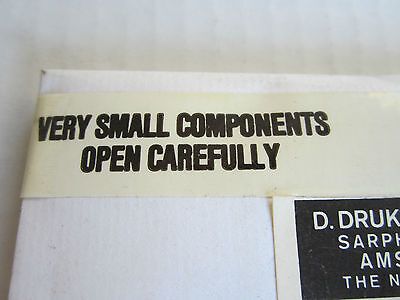 VERY SMALL COMPONENTS
OPEN CAREFULLY
D. DRUK
SARPH
AMS
THE N